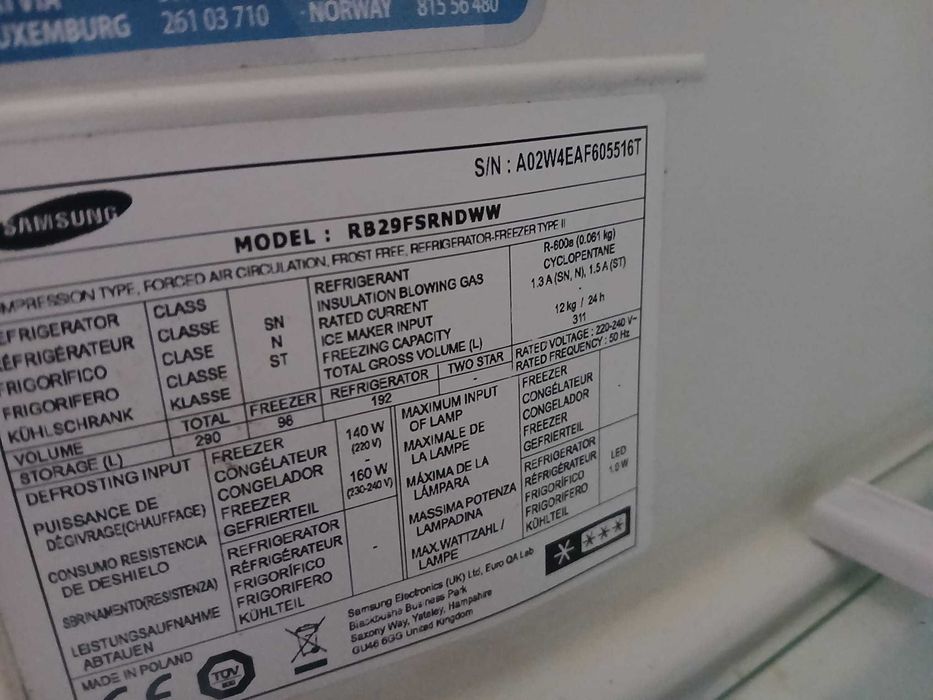 UXEMBURG 261 03 710 · NORWAY 815 56 480
S/N : A02W4EAF605516T
SAMSUNG
MODEL : RB29FSRNDWW
COMPRESSION TYPE, FORCED AIR CIRCULATION, FROST FREE, REFRIGERATOR-FREEZER TYPE II
REFRIGERATOR CLASS
RÉFRIGÉRATEUR CLASSE
FRIGORÍFICO CLASE
FRIGORIFERO CLASSE
KÜHLSCHRANK KLASSE
SN
N
ST
REFRIGERANT R-600a (0.061 kg)
INSULATION BLOWING GAS CYCLOPENTANE
RATED CURRENT 1.3 A (SN, N), 1.5 A (ST)
ICE MAKER INPUT
FREEZING CAPACITY 12 kg / 24 h
TOTAL GROSS VOLUME (L) 311
VOLUME TOTAL FREEZER REFRIGERATOR TWO STAR
STORAGE (L) 290 98 192 -
RATED VOLTAGE : 220-240 V~
RATED FREQUENCY : 50 Hz
DEFROSTING INPUT
PUISSANCE DE
DÉGIVRAGE(CHAUFFAGE)
CONSUMO RESISTENCIA
DE DESHIELO
SBRINAMENTO(RESISTENZA)
LEISTUNGSAUFNAHME
ABTAUEN
FREEZER
CONGÉLATEUR
CONGELADOR
FREEZER
GEFRIERTEIL
140 W
(220 V)
-
160 W
(230-240 V)
REFRIGERATOR
RÉFRIGÉRATEUR
FRIGORÍFICO
FRIGORIFERO
KÜHLTEIL
-
MAXIMUM INPUT
OF LAMP
MAXIMALE DE
LA LAMPE
MÁXIMA DE LA
LÁMPARA
MASSIMA POTENZA
LAMPADINA
MAX.WATTZAHL /
LAMPE
FREEZER
CONGÉLATEUR
CONGELADOR
FREEZER
GEFRIERTEIL
-
REFRIGERATOR
RÉFRIGÉRATEUR
FRIGORÍFICO
FRIGORIFERO
KÜHLTEIL
LED
1.0 W
MADE IN POLAND
CE
TÜV
Samsung Electronics (UK) Ltd, Euro QA Lab
Blackbushe Business Park
Saxony Way, Yateley, Hampshire
GU46 6GG United Kingdom